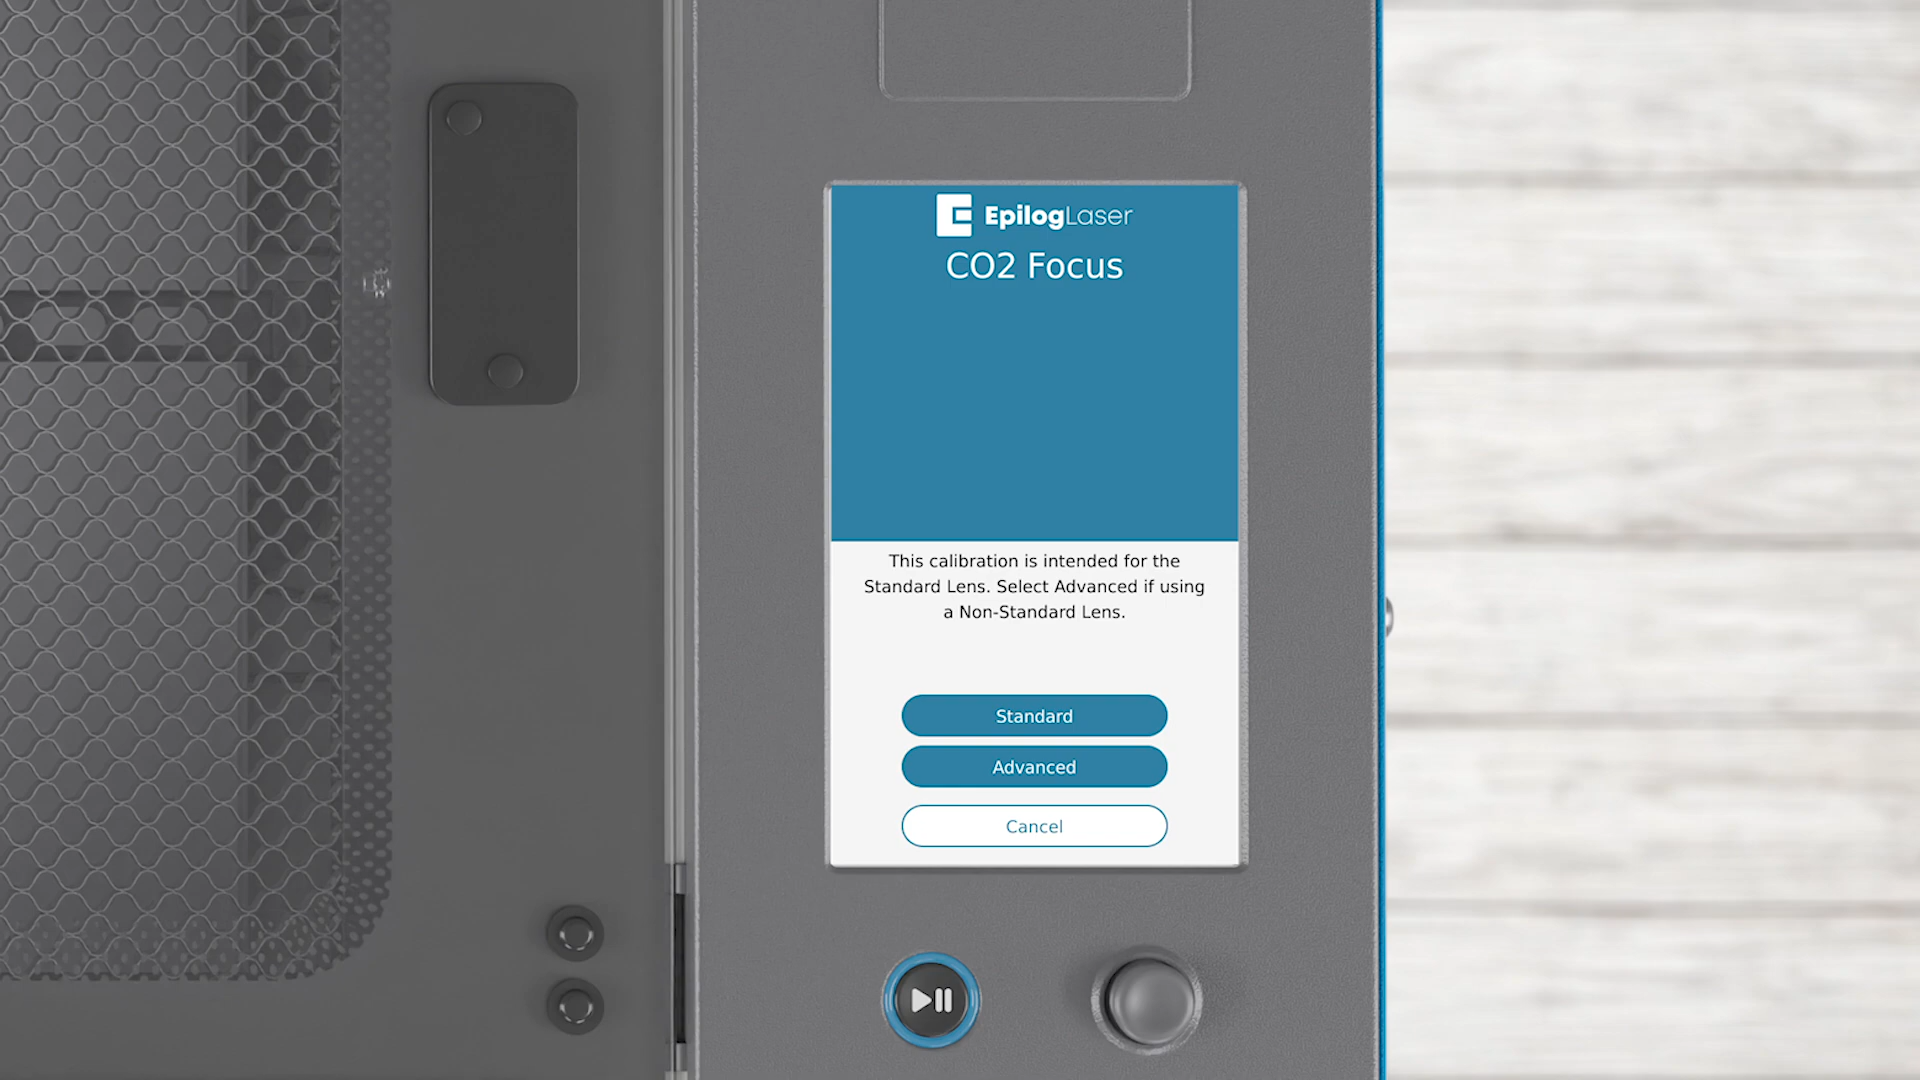 EpilogLaser
CO2 Focus
This calibration is intended for the
Standard Lens. Select Advanced if using
a Non-Standard Lens.
Standard
Advanced
Cancel